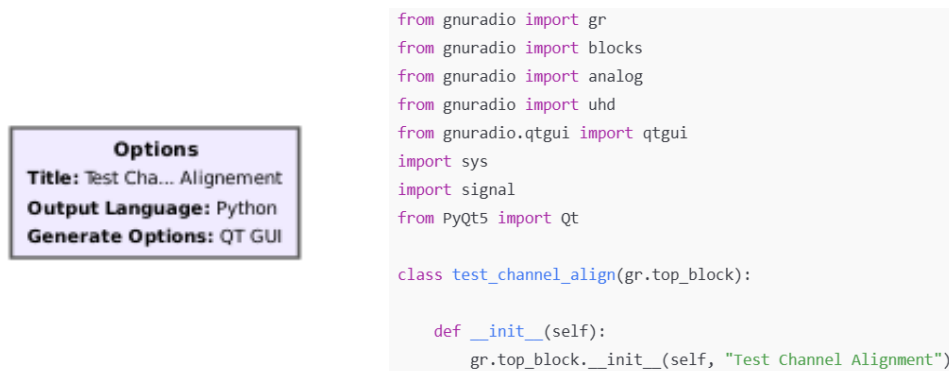 Options
Title: Test Cha... Alignement
Output Language: Python
Generate Options: QT GUI
from gnuradio import gr
from gnuradio import blocks
from gnuradio import analog
from gnuradio import uhd
from gnuradio.qtgui import qtgui
import sys
import signal
from PyQt5 import Qt
class test_channel_align(gr.top_block):
def __init__(self):
gr.top_block.__init__(self, "Test Channel Alignment")